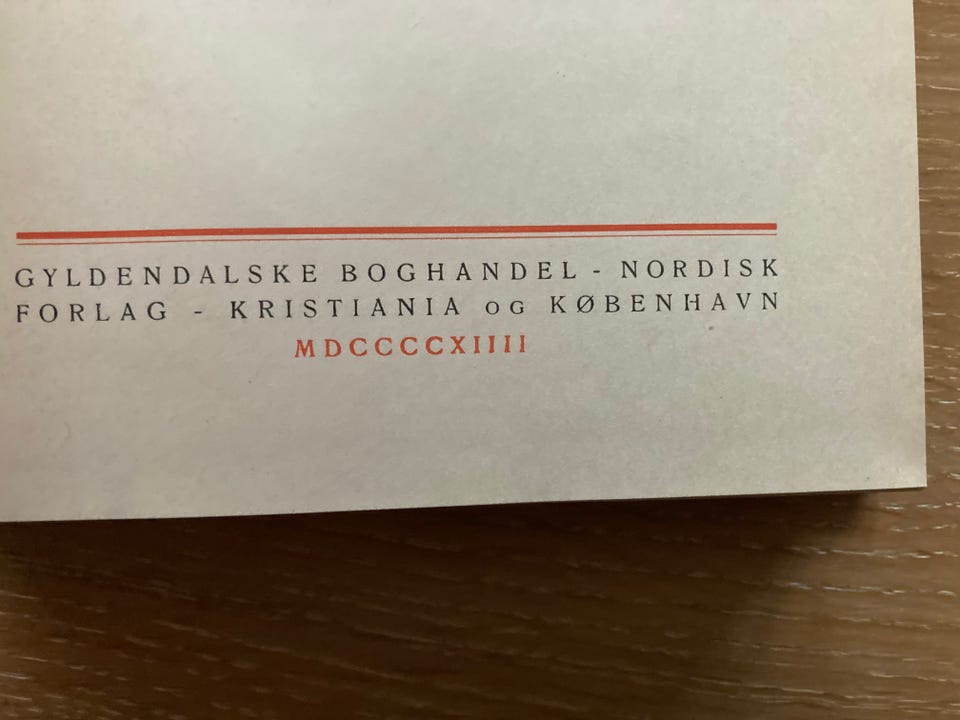 GYLDENDALSKE BOGHANDEL - NORDISK
FORLAG - KRISTIANIA OG KØBENHAVN
MDCCCCXIIII